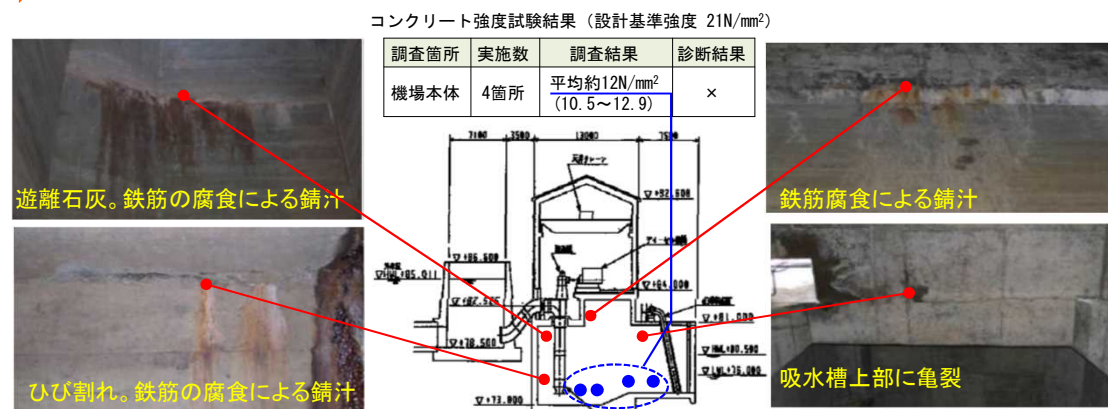 コンクリート強度試験結果（設計基準強度 21N/mm²）
調査箇所 実施数 調査結果 診断結果
機場本体 4箇所 平均約12N/mm² ×
(10.5～12.9)
遊離石灰。鉄筋の腐食による錆汁
鉄筋腐食による錆汁
7100 3500 13000
▽+92.600
▽+86.600
▽HWL+85.011
▽+84.000
▽+81.000
▽+78.500
▽HWL+80.500
▽LWL+76.000
▽+73.000
ひび割れ。鉄筋の腐食による錆汁
吸水槽上部に亀裂